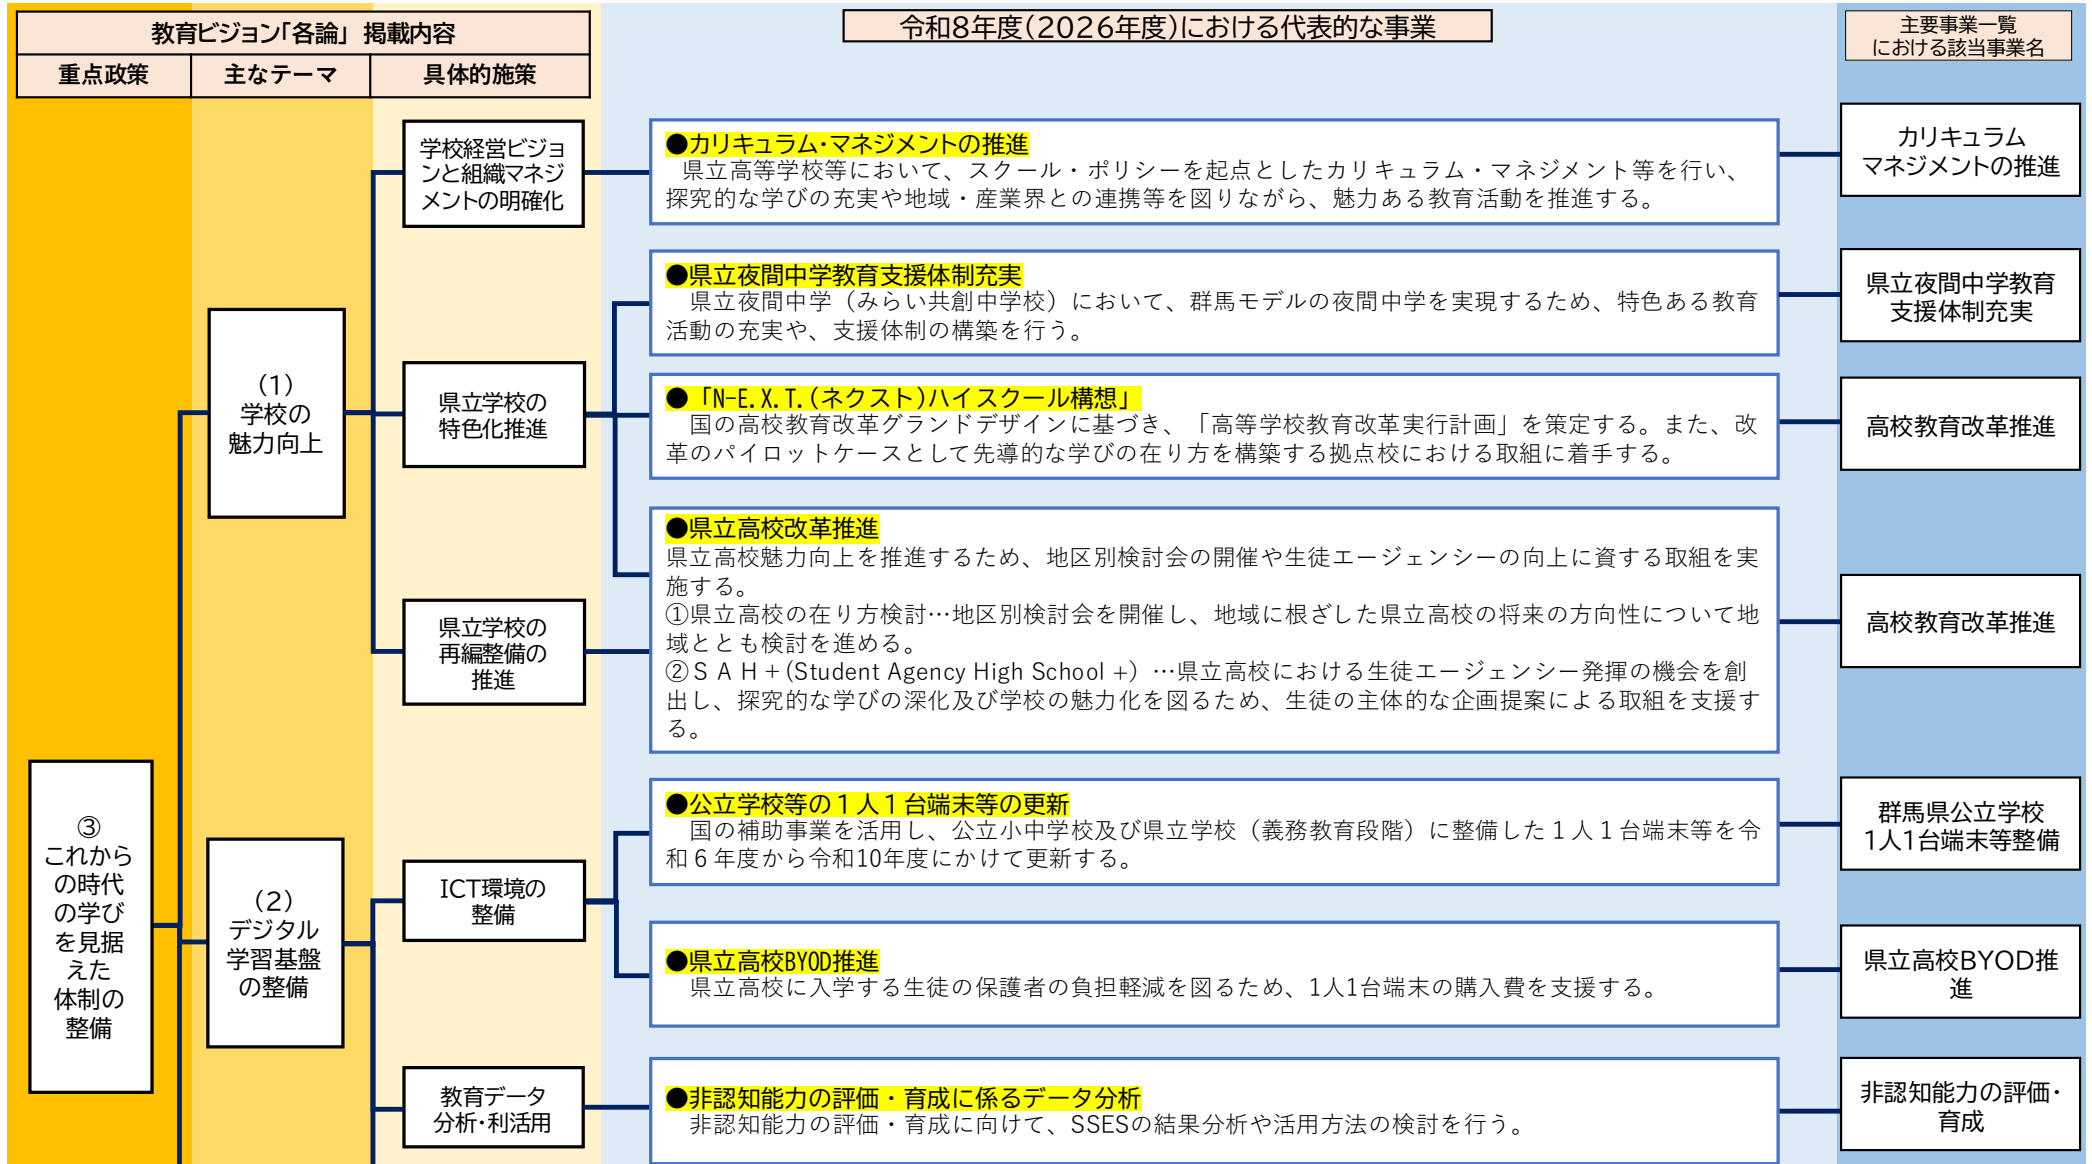 教育ビジョン「各論」 掲載内容
重点政策
主なテーマ
具体的施策
令和8年度(2026年度)における代表的な事業
主要事業一覧
における該当事業名
③
これから
の時代
の学び
を見据
えた
体制の
整備
(1)
学校の
魅力向上
学校経営ビジョ
ンと組織マネジ
メントの明確化
●カリキュラム・マネジメントの推進
県立高等学校等において、スクール・ポリシーを起点としたカリキュラム・マネジメント等を行い、
探究的な学びの充実や地域・産業界との連携等を図りながら、魅力ある教育活動を推進する。
カリキュラム
マネジメントの推進
県立学校の
特色化推進
●県立夜間中学教育支援体制充実
県立夜間中学（みらい共創中学校）において、群馬モデルの夜間中学を実現するため、特色ある教育
活動の充実や、支援体制の構築を行う。
県立夜間中学教育
支援体制充実
●「N-E.X.T.(ネクスト)ハイスクール構想」
国の高校教育改革グランドデザインに基づき、「高等学校教育改革実行計画」を策定する。また、改
革のパイロットケースとして先導的な学びの在り方を構築する拠点校における取組に着手する。
高校教育改革推進
県立学校の
再編整備の
推進
●県立高校改革推進
県立高校魅力向上を推進するため、地区別検討会の開催や生徒エージェンシーの向上に資する取組を実
施する。
①県立高校の在り方検討…地区別検討会を開催し、地域に根ざした県立高校の将来の方向性について地
域ととも検討を進める。
②ＳＡＨ＋(Student Agency High School +）…県立高校における生徒エージェンシー発揮の機会を創
出し、探究的な学びの深化及び学校の魅力化を図るため、生徒の主体的な企画提案による取組を支援す
る。
高校教育改革推進
(2)
デジタル
学習基盤
の整備
ICT環境の
整備
●公立学校等の１人１台端末等の更新
国の補助事業を活用し、公立小中学校及び県立学校（義務教育段階）に整備した１人１台端末等を令
和６年度から令和10年度にかけて更新する。
群馬県公立学校
1人1台端末等整備
●県立高校BYOD推進
県立高校に入学する生徒の保護者の負担軽減を図るため、1人1台端末の購入費を支援する。
県立高校BYOD推
進
教育データ
分析・利活用
●非認知能力の評価・育成に係るデータ分析
非認知能力の評価・育成に向けて、SSESの結果分析や活用方法の検討を行う。
非認知能力の評価・
育成